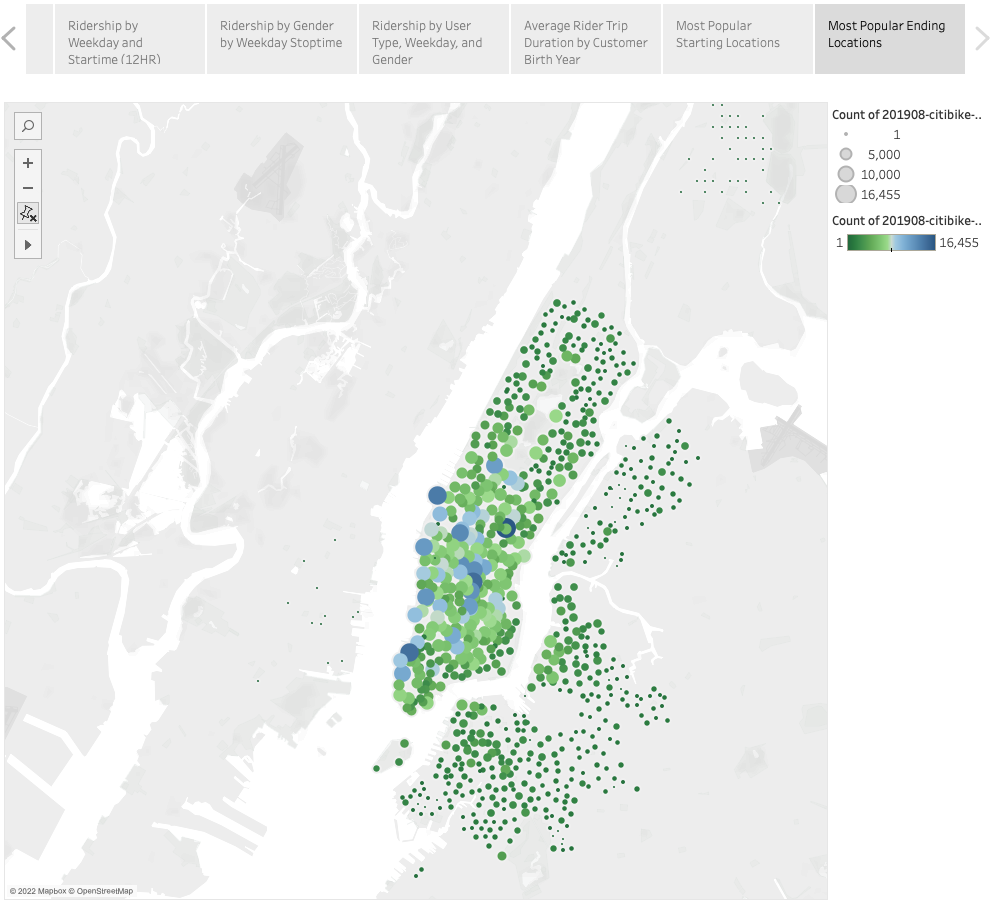 Ridership by
Weekday and
Startime (12HR)
Ridership by Gender
by Weekday Stoptime
Ridership by User
Type, Weekday, and
Gender
Average Rider Trip
Duration by Customer
Birth Year
Most Popular
Starting Locations
Most Popular Ending
Locations
Count of 201908-citibike-..
1
5,000
10,000
16,455
Count of 201908-citibike-..
1 16,455
© 2022 Mapbox © OpenStreetMap